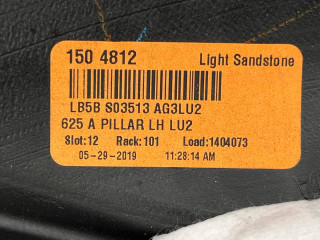 150 4812 Light Sandstone
LB5B S03513 AG3LU2
625 A PILLAR LH LU2
Slot:12 Rack:101 Load:1404073
05-29-2019 11:28:14 AM